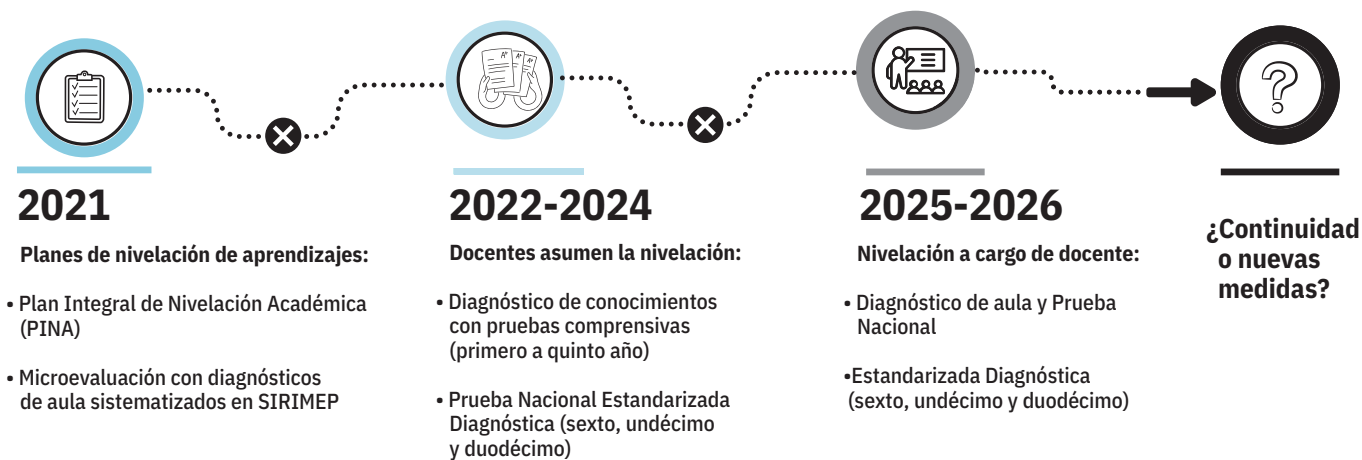 2021
Planes de nivelación de aprendizajes:
• Plan Integral de Nivelación Académica
(PINA)
• Microevaluación con diagnósticos
de aula sistematizados en SIRIMEP
2022-2024
Docentes asumen la nivelación:
• Diagnóstico de conocimientos
con pruebas comprensivas
(primero a quinto año)
• Prueba Nacional Estandarizada
Diagnóstica (sexto, undécimo
y duodécimo)
2025-2026
Nivelación a cargo de docente:
• Diagnóstico de aula y Prueba
Nacional
•Estandarizada Diagnóstica
(sexto, undécimo y duodécimo)
?
¿Continuidad
o nuevas
medidas?